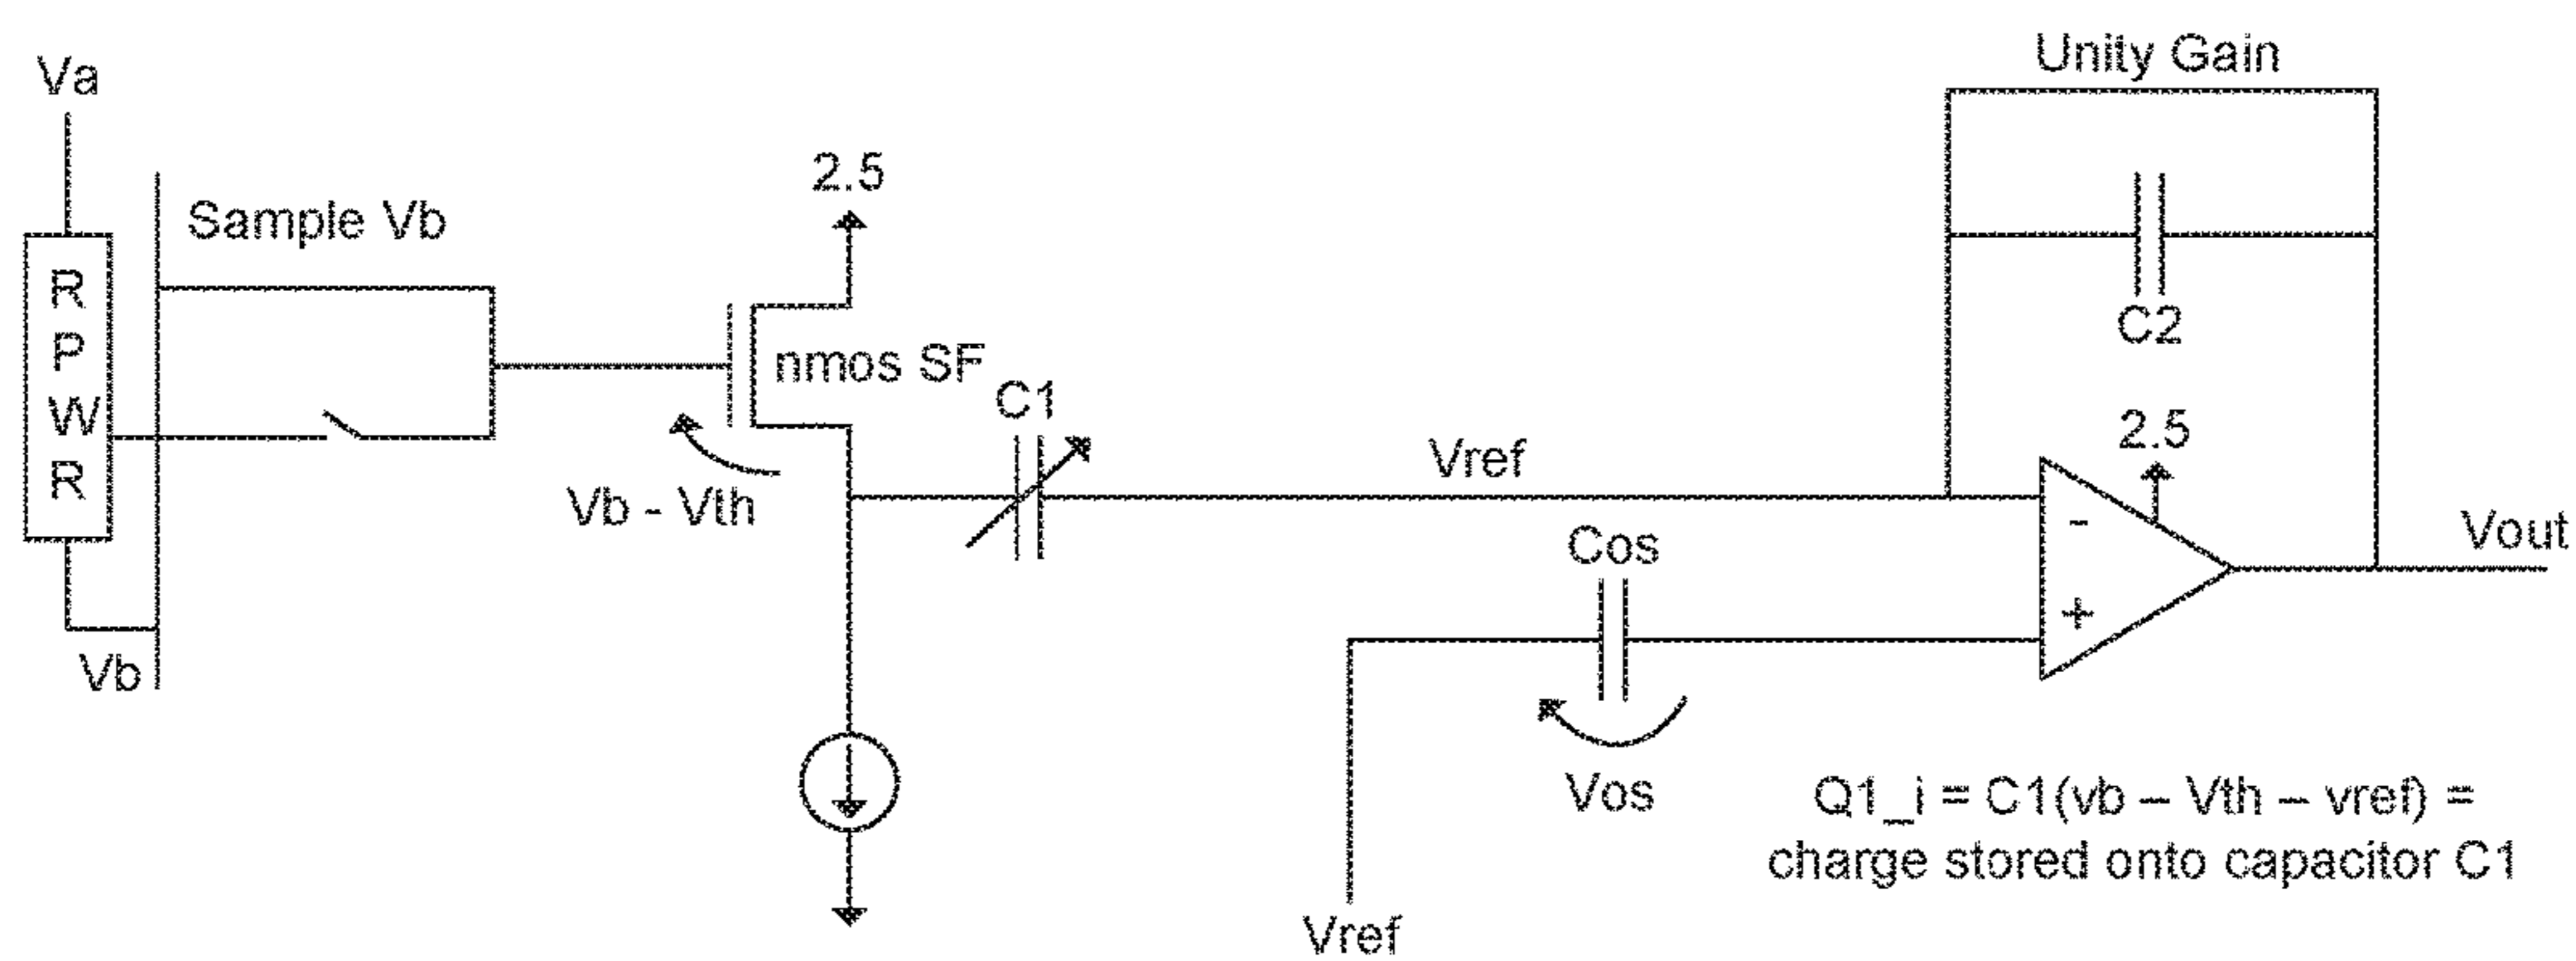 Va
R
P
W
R
Vb
Sample Vb
2.5
nmos SF
Vb - Vth
C1
Vref
Unity Gain
C2
2.5
-
+
Vout
Cos
Vos
Vref
Q1_i = C1(vb – Vth – vref) =
charge stored onto capacitor C1